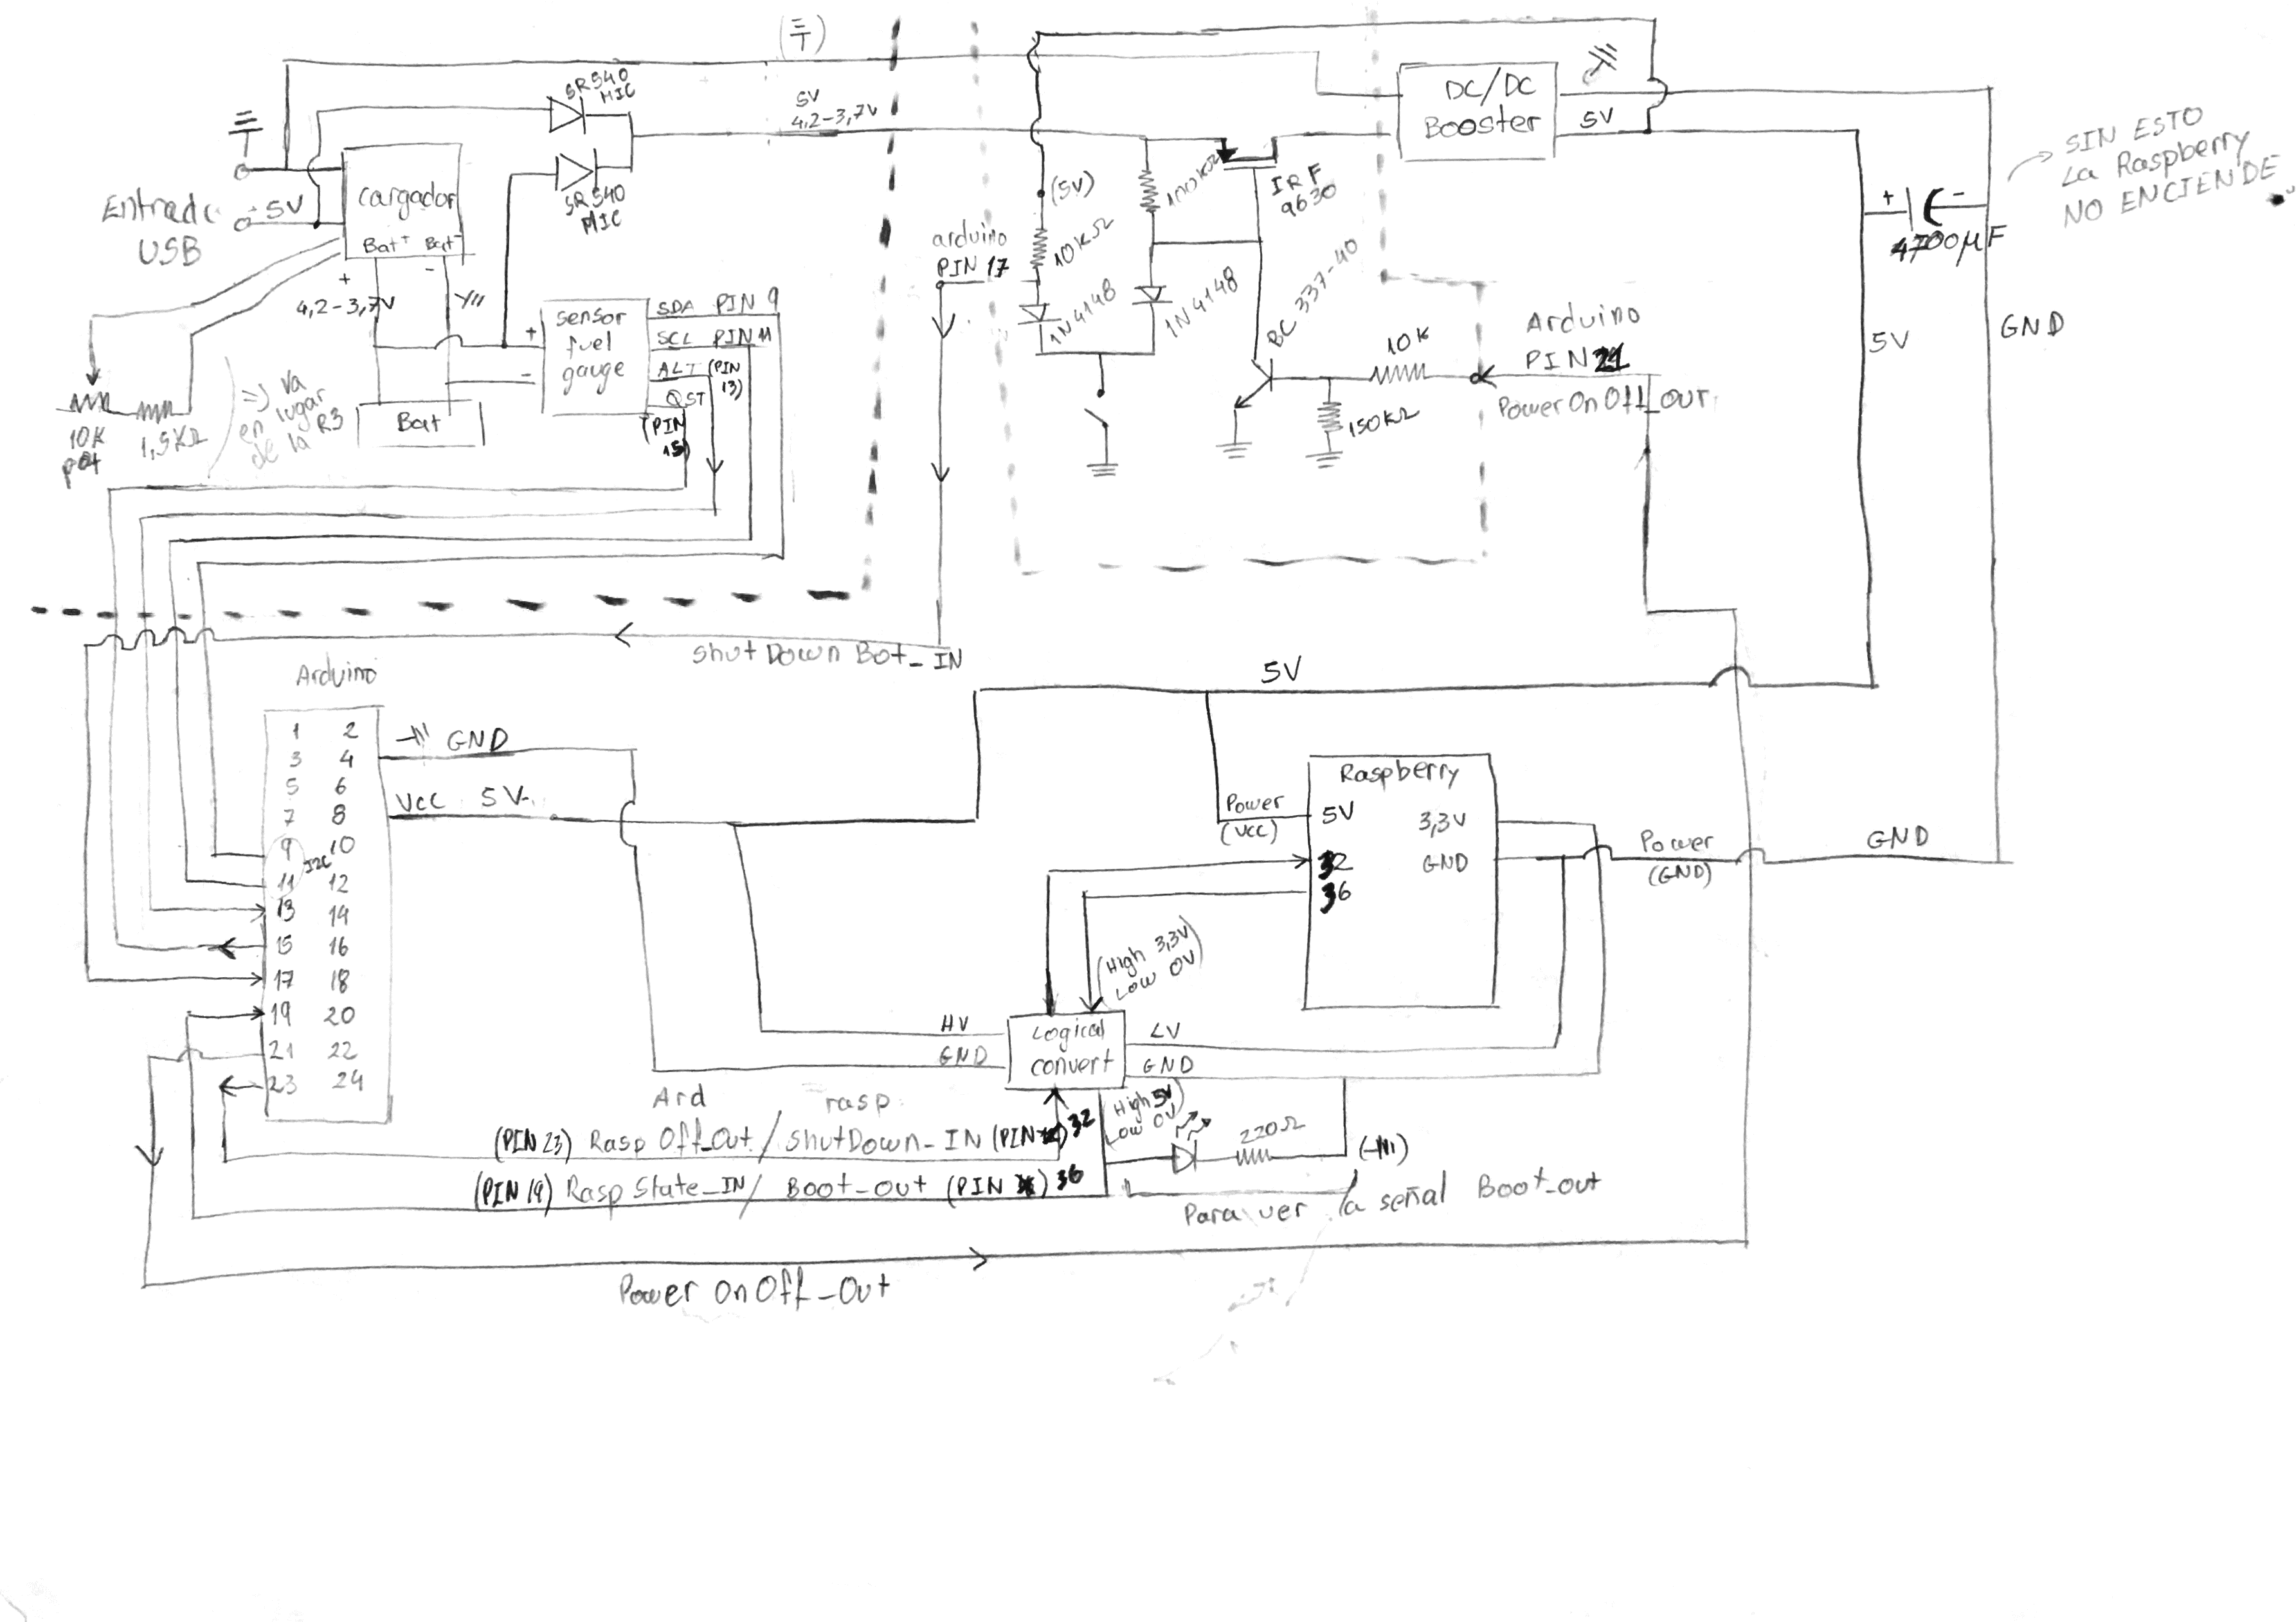 SR540
MIC
5V
4,2-3,7V
SR540
MIC
Entrada
USB
+5V
cargador
Bat+ Bat-
+
-
4,2-3,7V
sensor
fuel
gauge
+
-
SDA PIN 9
SCL PIN 11
ALT (PIN
13)
QST
(PIN
15)
Bat
10K
pot
1,5KΩ
=> Va
en lugar
de la R3
arduino
PIN 17
(5V)
10KΩ
1N4148
100KΩ
1N4148
IRF
9630
BC 337-40
10K
150KΩ
Arduino
PIN 21
Power On Off_OUT
DC/DC
Booster
5V
+
-
4700µF
SIN ESTO
La Raspberry
NO ENCIENDE
5V
GND
ShutDown Bot_IN
Arduino
1 2
3 4
5 6
7 8
9 10
I2C
11 12
13 14
15 16
17 18
19 20
21 22
23 24
GND
VCC 5V
5V
Raspberry
Power
(VCC)
5V
3,3V
32
GND
36
Power
(GND)
GND
(High 3,3V
Low 0V)
HV
GND
Logical
convert
LV
GND
(High 5V)
Low 0V
Ard
rasp
(PIN 23) Rasp Off_Out / ShutDown_IN (PIN ) 32
(PIN 19) Rasp State_IN / Boot_Out (PIN ) 36
220Ω
Para ver la señal Boot_out
Power OnOff_Out